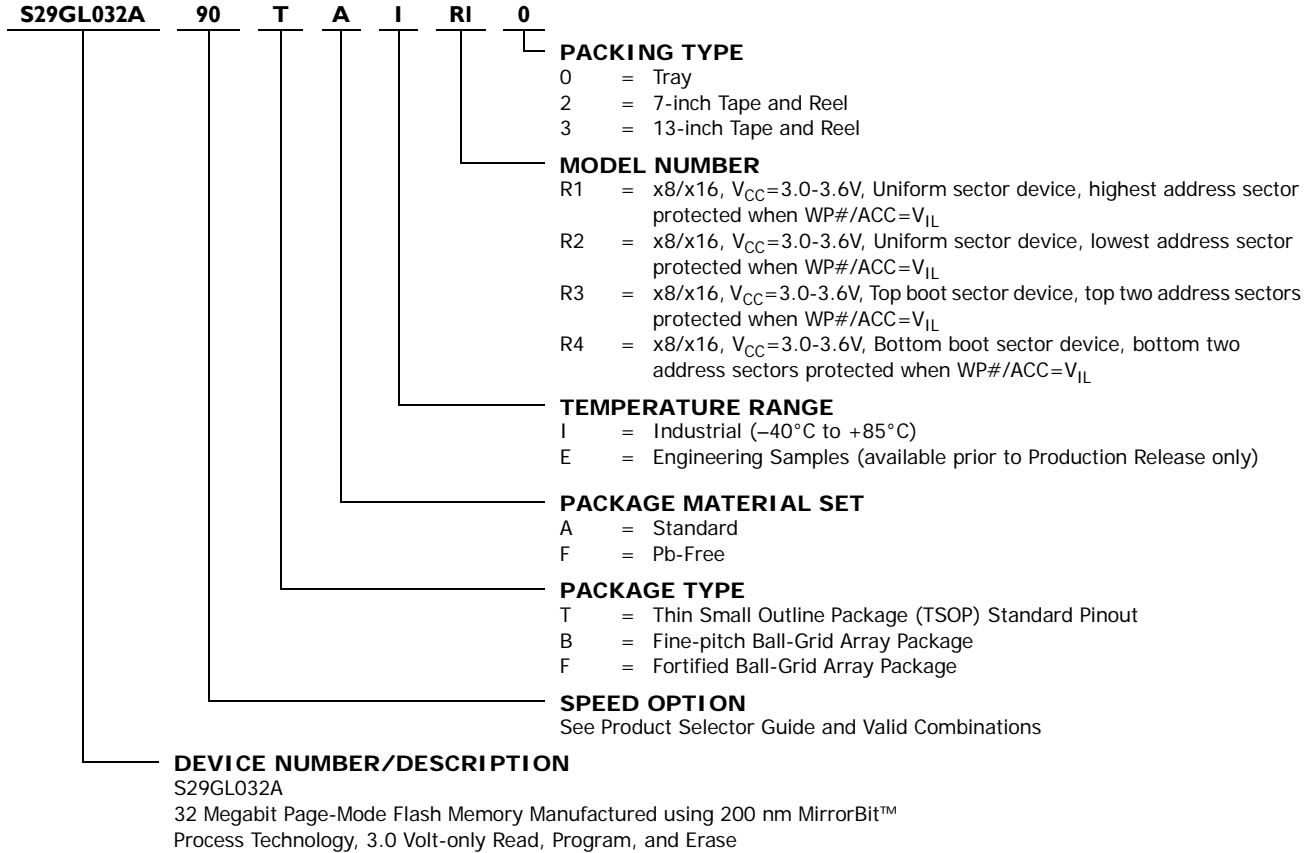 S29GL032A 90 T A I R1 0
PACKING TYPE
0 = Tray
2 = 7-inch Tape and Reel
3 = 13-inch Tape and Reel
MODEL NUMBER
R1 = x8/x16, VCC=3.0-3.6V, Uniform sector device, highest address sector
protected when WP#/ACC=VIL
R2 = x8/x16, VCC=3.0-3.6V, Uniform sector device, lowest address sector
protected when WP#/ACC=VIL
R3 = x8/x16, VCC=3.0-3.6V, Top boot sector device, top two address sectors
protected when WP#/ACC=VIL
R4 = x8/x16, VCC=3.0-3.6V, Bottom boot sector device, bottom two
address sectors protected when WP#/ACC=VIL
TEMPERATURE RANGE
I = Industrial (–40°C to +85°C)
E = Engineering Samples (available prior to Production Release only)
PACKAGE MATERIAL SET
A = Standard
F = Pb-Free
PACKAGE TYPE
T = Thin Small Outline Package (TSOP) Standard Pinout
B = Fine-pitch Ball-Grid Array Package
F = Fortified Ball-Grid Array Package
SPEED OPTION
See Product Selector Guide and Valid Combinations
DEVICE NUMBER/DESCRIPTION
S29GL032A
32 Megabit Page-Mode Flash Memory Manufactured using 200 nm MirrorBit™
Process Technology, 3.0 Volt-only Read, Program, and Erase